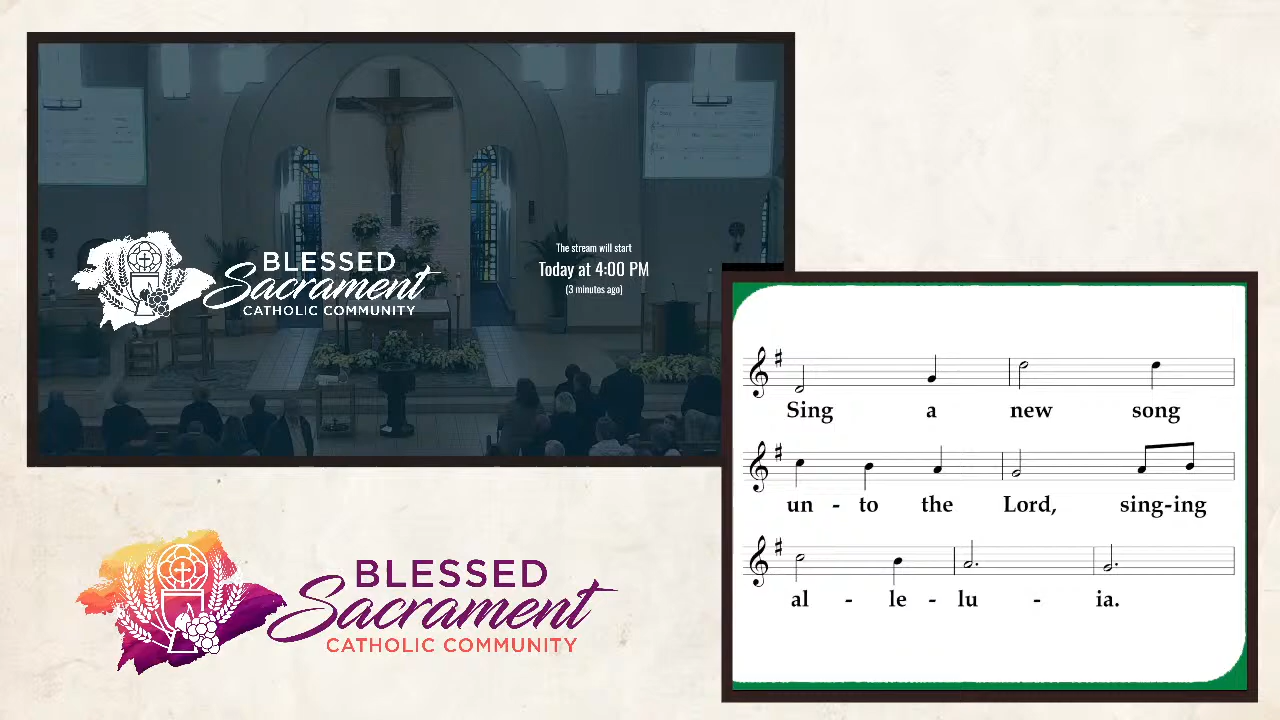 BLESSED
Sacrament
CATHOLIC COMMUNITY
The stream will start
Today at 4:00 PM
(3 minutes ago)
Sing a new song
un - to the Lord, sing-ing
al - le - lu - ia.
BLESSED
Sacrament
CATHOLIC COMMUNITY